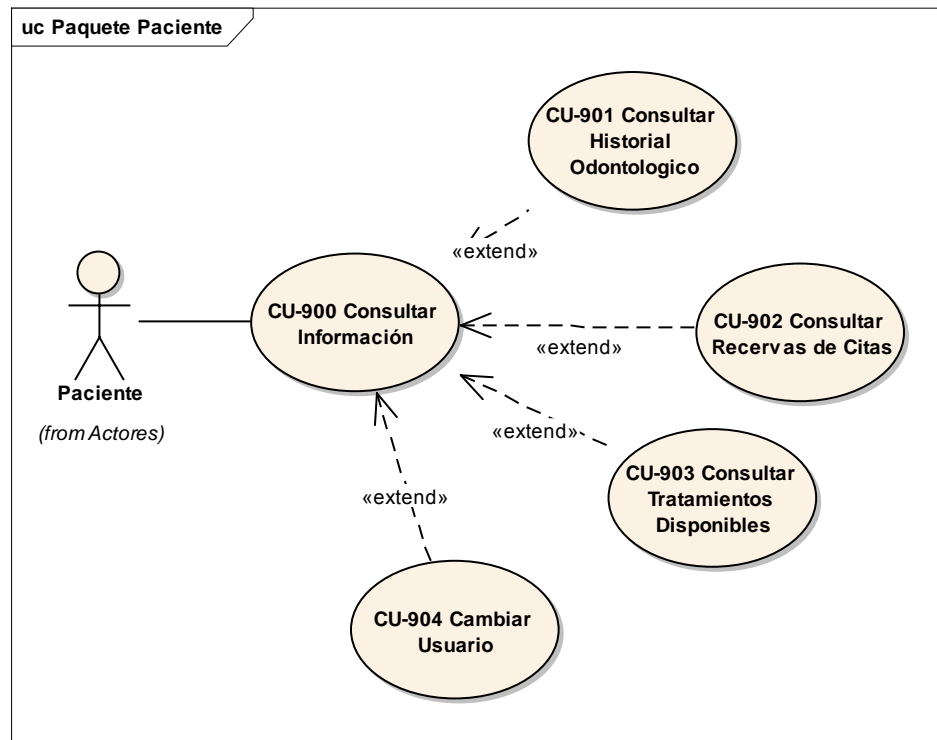 uc Paquete Paciente
CU-901 Consultar
Historial
Odontologico
«extend»
CU-900 Consultar
Información
CU-902 Consultar
Recervas de Citas
«extend»
Paciente
(from Actores)
«extend»
CU-903 Consultar
Tratamientos
Disponibles
«extend»
CU-904 Cambiar
Usuario